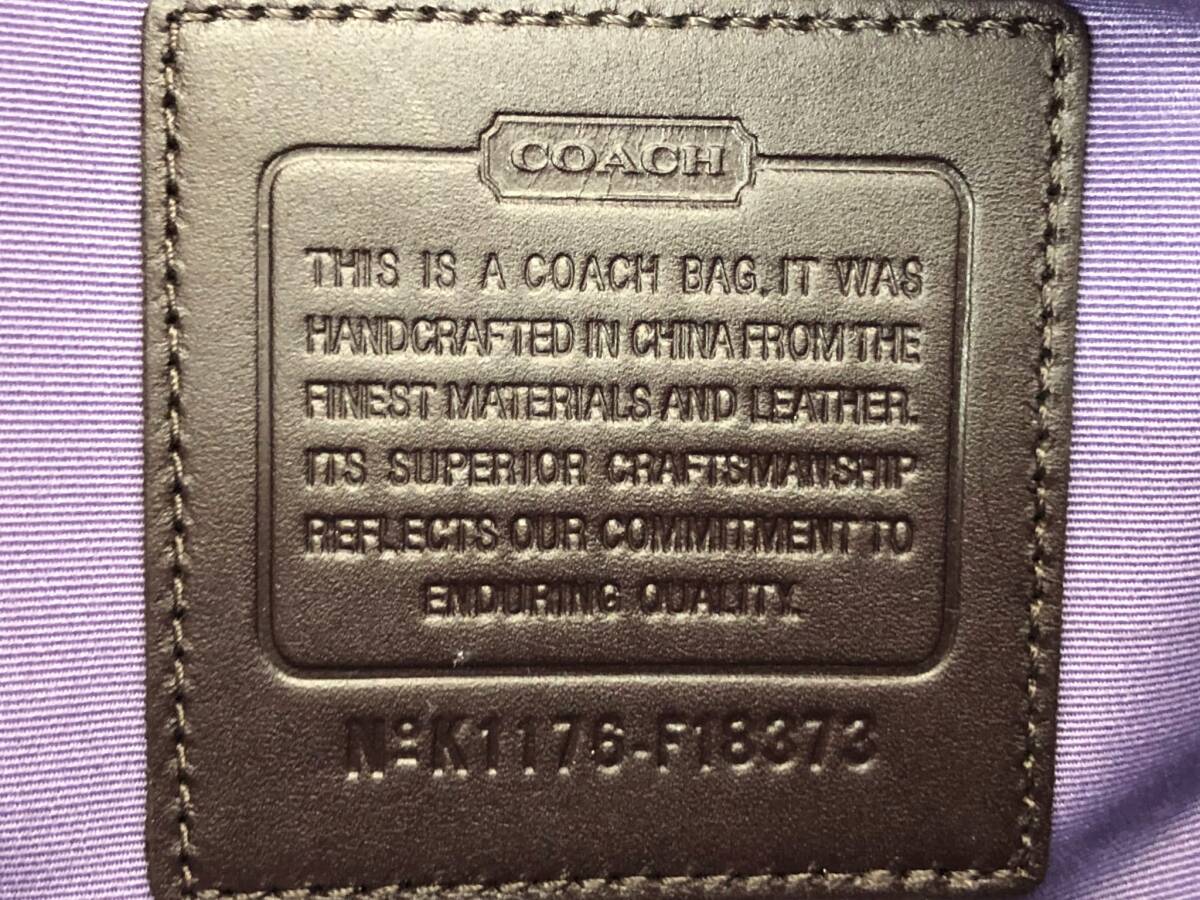 COACH
THIS IS A COACH BAG. IT WAS
HANDCRAFTED IN CHINA FROM THE
FINEST MATERIALS AND LEATHER.
ITS SUPERIOR CRAFTSMANSHIP
REFLECTS OUR COMMITMENT TO
ENDURING QUALITY.
Nº K1176-F18373